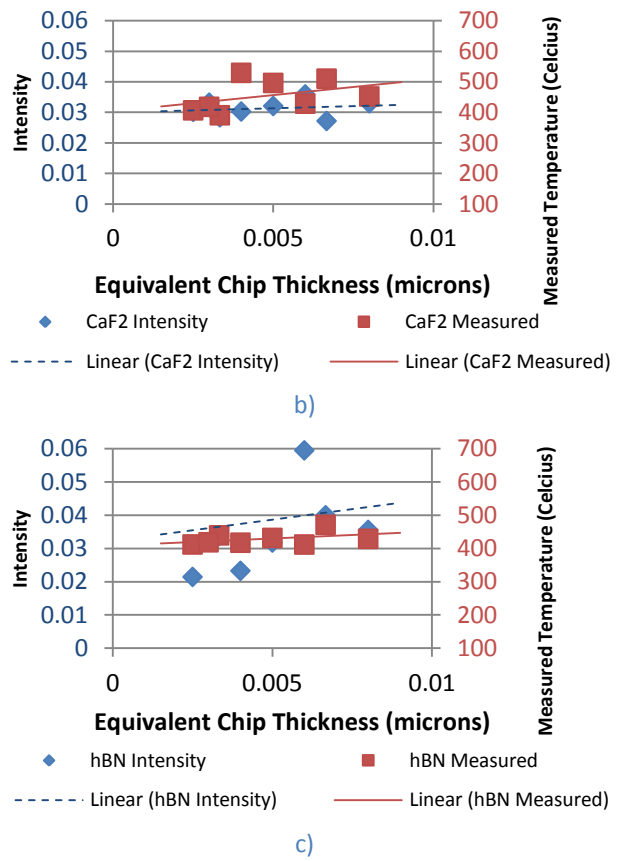 0.06
0.05
0.04
0.03
0.02
0.01
0
Intensity
700
600
500
400
300
200
100
Measured Temperature (Celcius)
0
0.005
0.01
Equivalent Chip Thickness (microns)
CaF2 Intensity
CaF2 Measured
Linear (CaF2 Intensity)
Linear (CaF2 Measured)
b)
0.06
0.05
0.04
0.03
0.02
0.01
0
Intensity
700
600
500
400
300
200
100
Measured Temperature (Celcius)
0
0.005
0.01
Equivalent Chip Thickness (microns)
hBN Intensity
hBN Measured
Linear (hBN Intensity)
Linear (hBN Measured)
c)